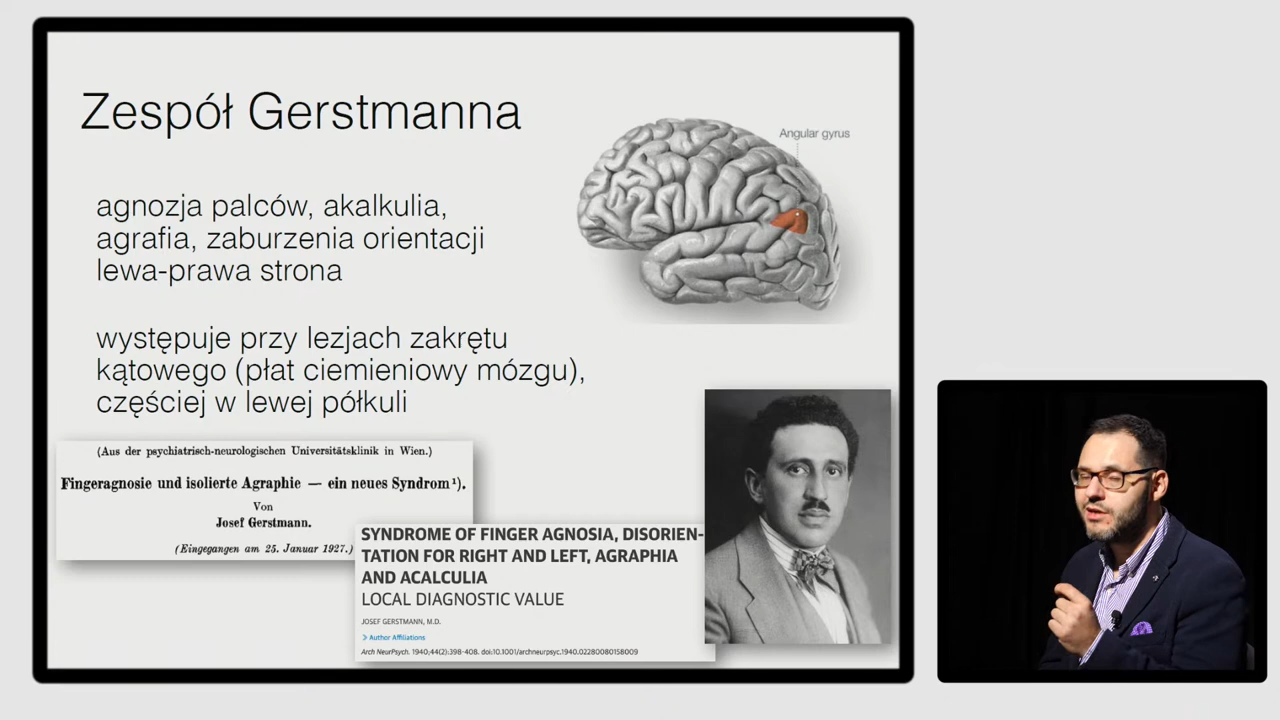 Zespół Gerstmanna
Angular gyrus
agnozja palców, akalkulia,
agrafia, zaburzenia orientacji
lewa-prawa strona
występuje przy lezjach zakrętu
kątowego (płat ciemieniowy mózgu),
częściej w lewej półkuli
(Aus der psychiatrisch-neurologischen Universitätsklinik in Wien.)
Fingeragnosie und isolierte Agraphie — ein neues Syndrom¹).
Von
Josef Gerstmann.
(Eingegangen am 25. Januar 1927.)
SYNDROME OF FINGER AGNOSIA, DISORIEN-
TATION FOR RIGHT AND LEFT, AGRAPHIA
AND ACALCULIA
LOCAL DIAGNOSTIC VALUE
JOSEF GERSTMANN, M.D.
> Author Affiliations
Arch NeurPsych. 1940;44(2):398-408. doi:10.1001/archneurpsyc.1940.02280080158009